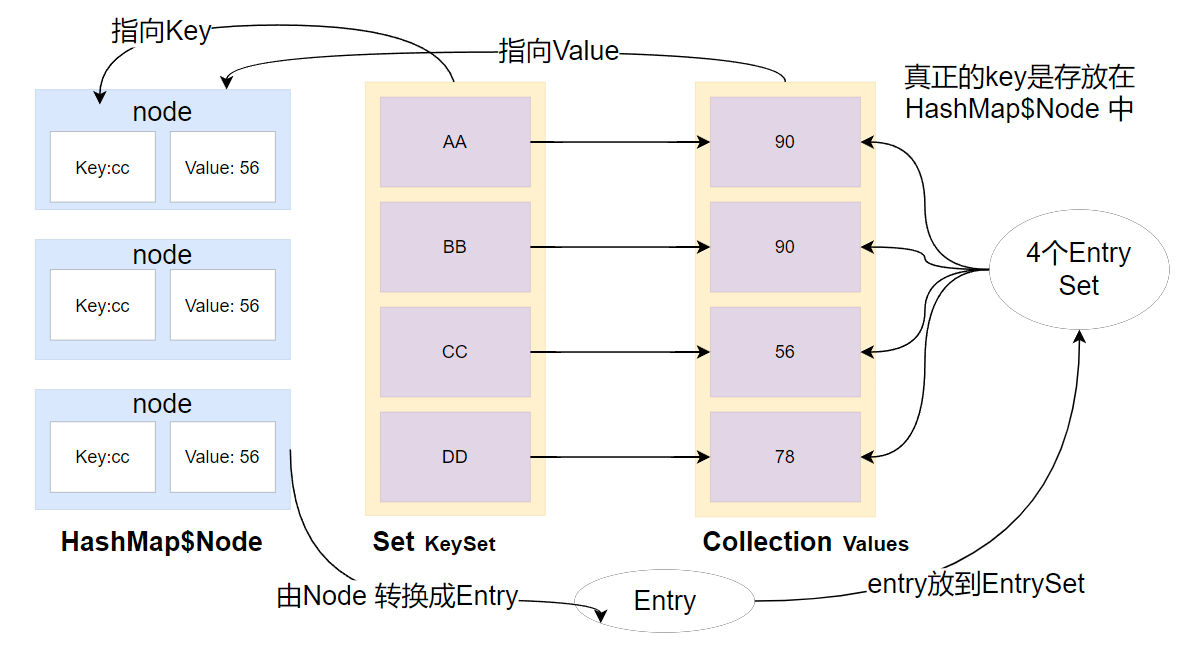 指向Key
指向Value
真正的key是存放在
HashMap$Node 中
node
Key:cc
Value: 56
node
Key:cc
Value: 56
node
Key:cc
Value: 56
HashMap$Node
AA
BB
CC
DD
Set KeySet
90
90
56
78
Collection Values
4个Entry
Set
由Node 转换成Entry
Entry
entry放到EntrySet